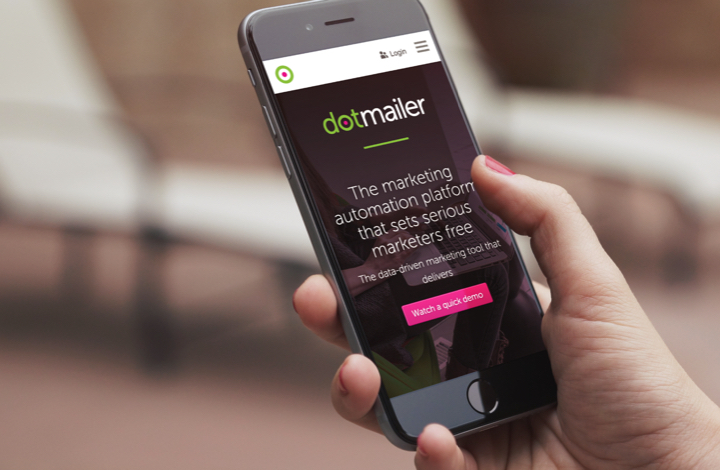 Login
dotmailer
The marketing
automation platform
that sets serious
marketers free
The data-driven marketing tool that
delivers
Watch a quick demo